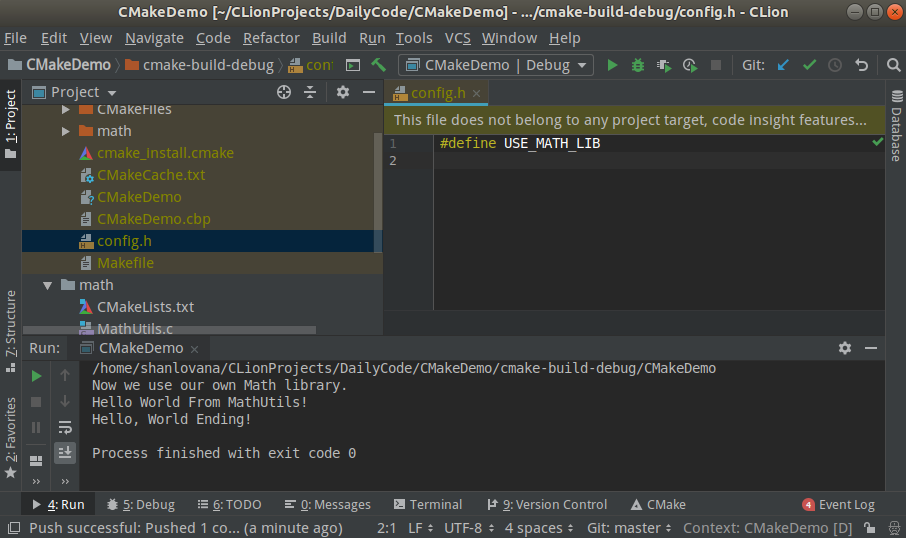 CMakeDemo [~/CLionProjects/DailyCode/CMakeDemo] - .../cmake-build-debug/config.h - CLion
File Edit View Navigate Code Refactor Build Run Tools VCS Window Help
CMakeDemo cmake-build-debug CMakeDemo | Debug Git:
1: Project
Project
CMakeFiles
math
cmake_install.cmake
CMakeCache.txt
CMakeDemo
CMakeDemo.cbp
config.h
Makefile
math
CMakeLists.txt
MathUtils.c
config.h
This file does not belong to any project target, code insight features...
1 #define USE_MATH_LIB
2
Database
7: Structure
2: Favorites
Run: CMakeDemo
/home/shanlovana/CLionProjects/DailyCode/CMakeDemo/cmake-build-debug/CMakeDemo
Now we use our own Math library.
Hello World From MathUtils!
Hello, World Ending!
Process finished with exit code 0
4: Run 5: Debug 6: TODO 0: Messages Terminal 9: Version Control CMake 4 Event Log
Push successful: Pushed 1 co... (a minute ago) 2:1 LF UTF-8 4 spaces Git: master Context: CMakeDemo [D]